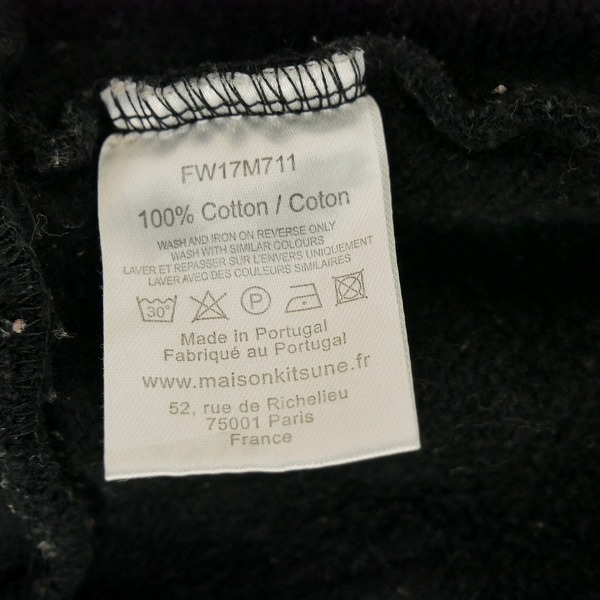 FW17M711
100% Cotton / Coton
WASH AND IRON ON REVERSE ONLY
WASH WITH SIMILAR COLOURS
LAVER ET REPASSER SUR L'ENVERS UNIQUEMENT
LAVER AVEC DES COULEURS SIMILAIRES
30° P
Made in Portugal
Fabriqué au Portugal
www.maisonkitsune.fr
52, rue de Richelieu
75001 Paris
France